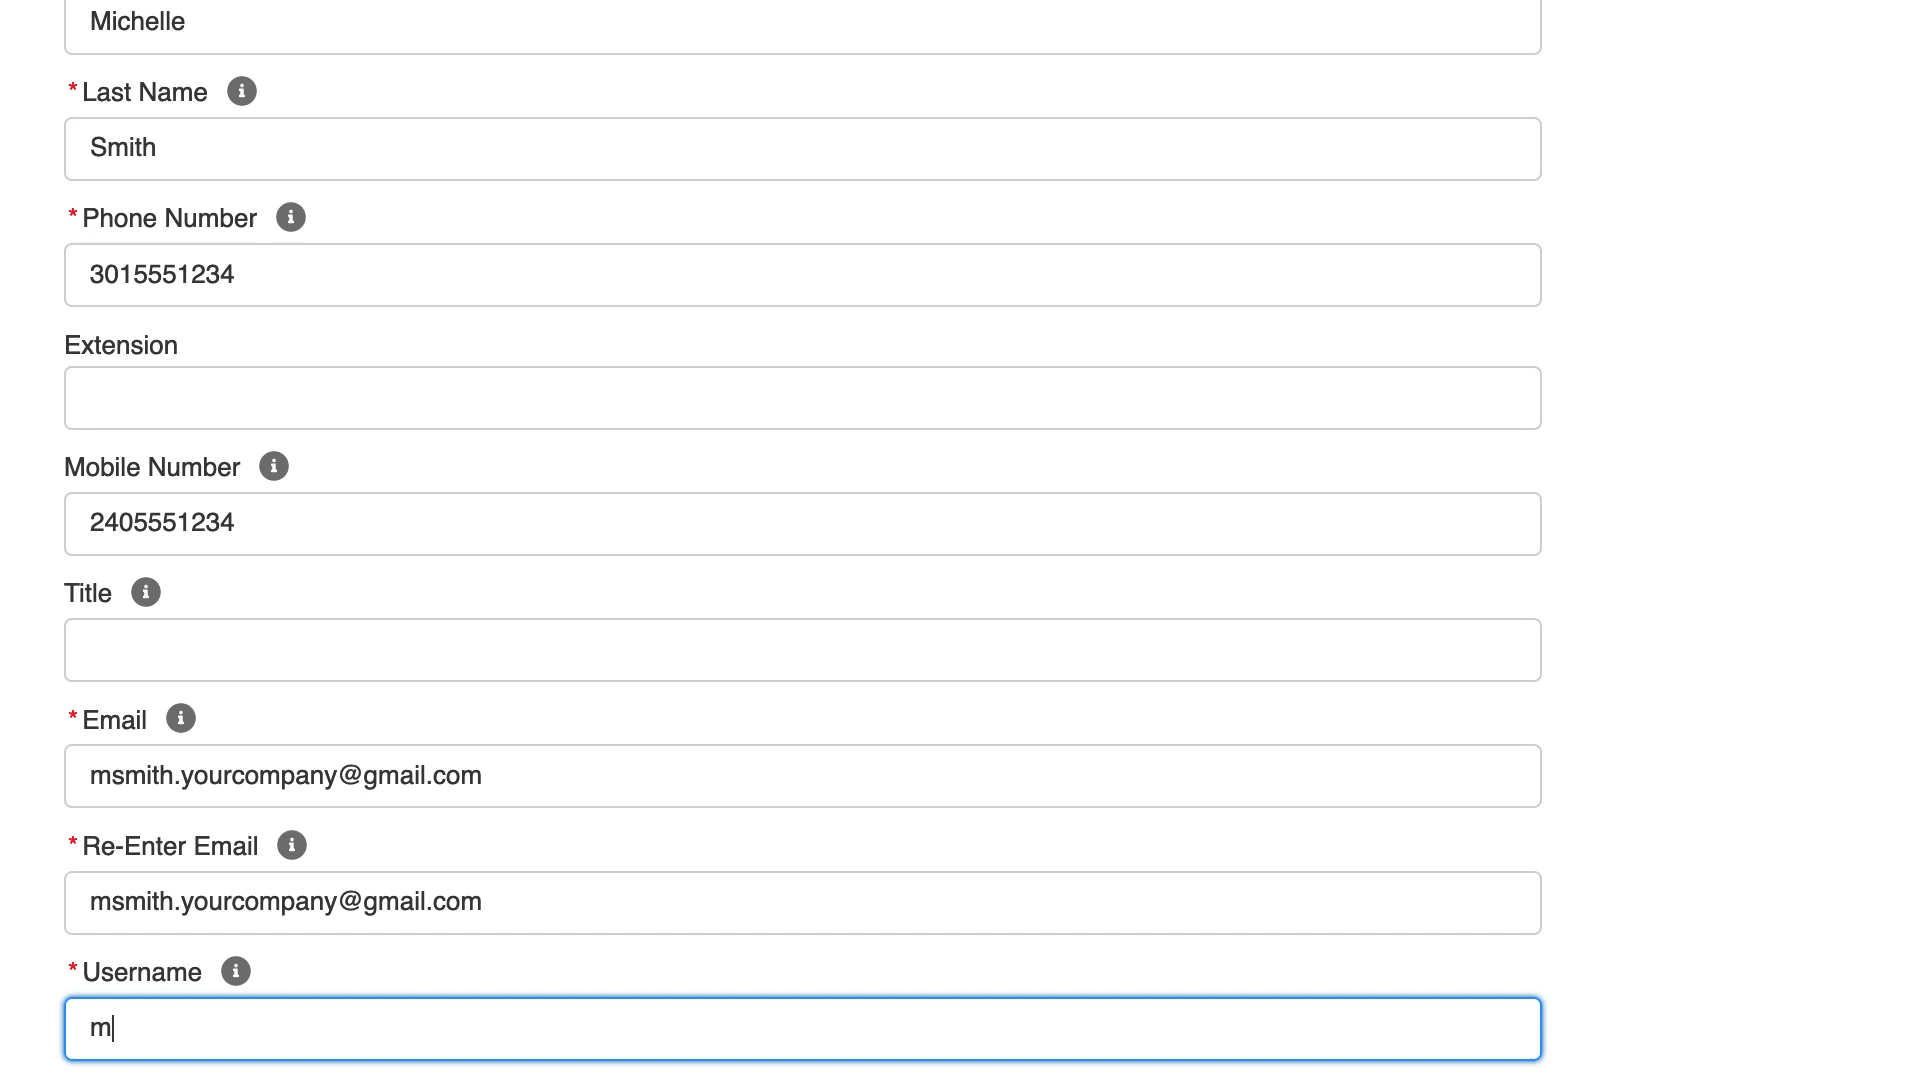 Michelle
* Last Name
Smith
* Phone Number
3015551234
Extension
Mobile Number
2405551234
Title
* Email
msmith.yourcompany@gmail.com
* Re-Enter Email
msmith.yourcompany@gmail.com
* Username
m